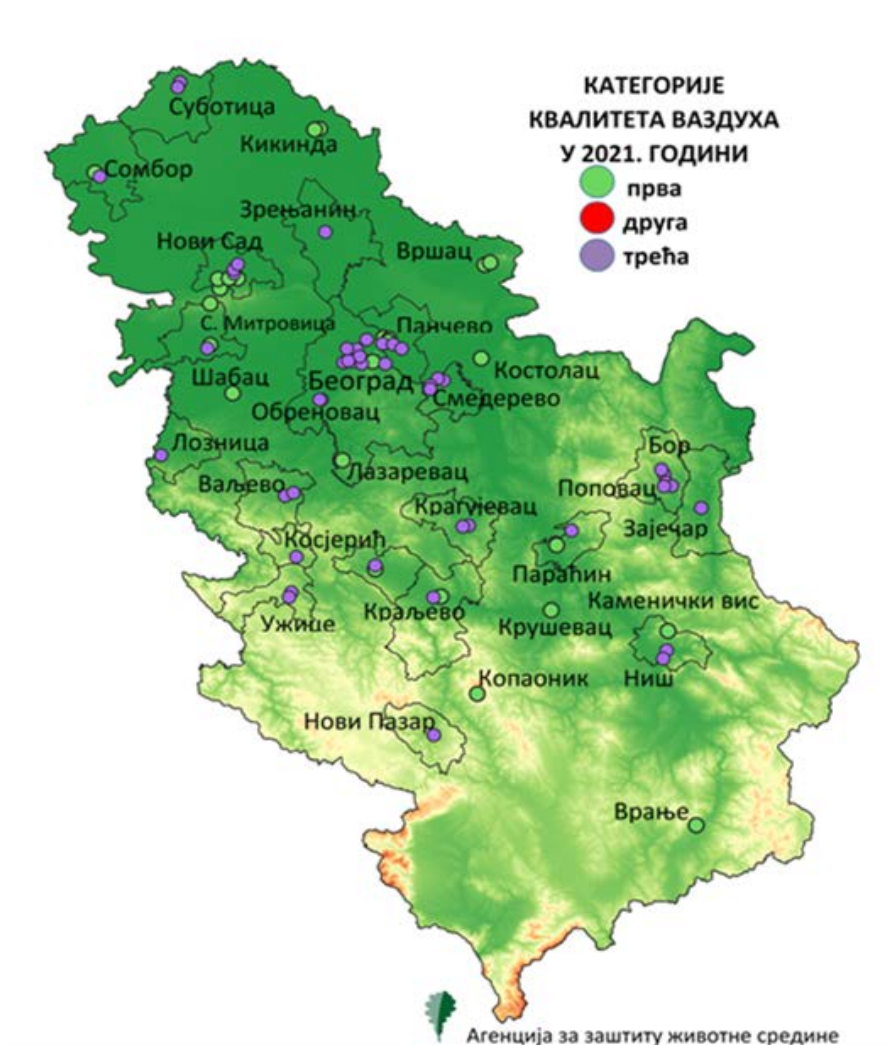 КАТЕГОРИЈЕ
КВАЛИТЕТА ВАЗДУХА
У 2021. ГОДИНИ
прва
друга
трећа
Суботица
Кикинда
Сомбор
Зрењанин
Нови Сад
Вршац
С. Митровица
Панчево
Костолац
Шабац
Београд
Смедерево
Обреновац
Лозница
Бор
Лазаревац
Ваљево
Поповац
Крагујевац
Зајечар
Косјерић
Параћин
Каменички вис
Краљево
Ужице
Крушевац
Копаоник
Ниш
Нови Пазар
Врање
Агенција за заштиту животне средине